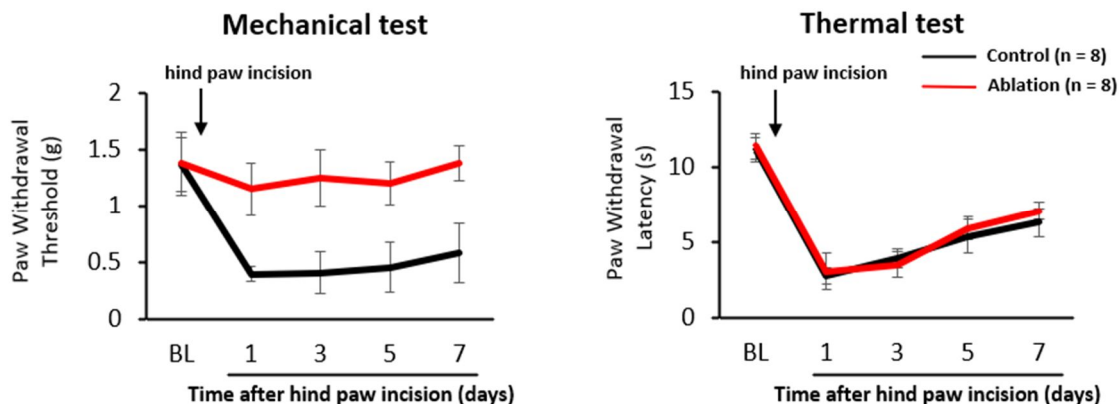 Mechanical test
hind paw incision
Paw Withdrawal
Threshold (g)
2
1.5
1
0.5
0
BL 1 3 5 7
Time after hind paw incision (days)
Thermal test
Control (n = 8)
Ablation (n = 8)
hind paw incision
Paw Withdrawal
Latency (s)
15
10
5
0
BL 1 3 5 7
Time after hind paw incision (days)